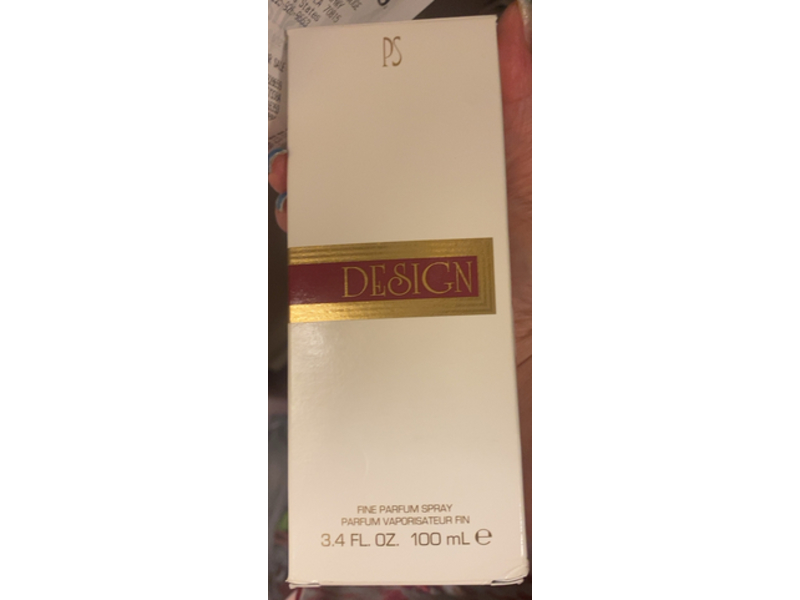 PS
DESIGN
FINE PARFUM SPRAY
PARFUM VAPORISATEUR FIN
3.4 FL. OZ. 100 mL ℮